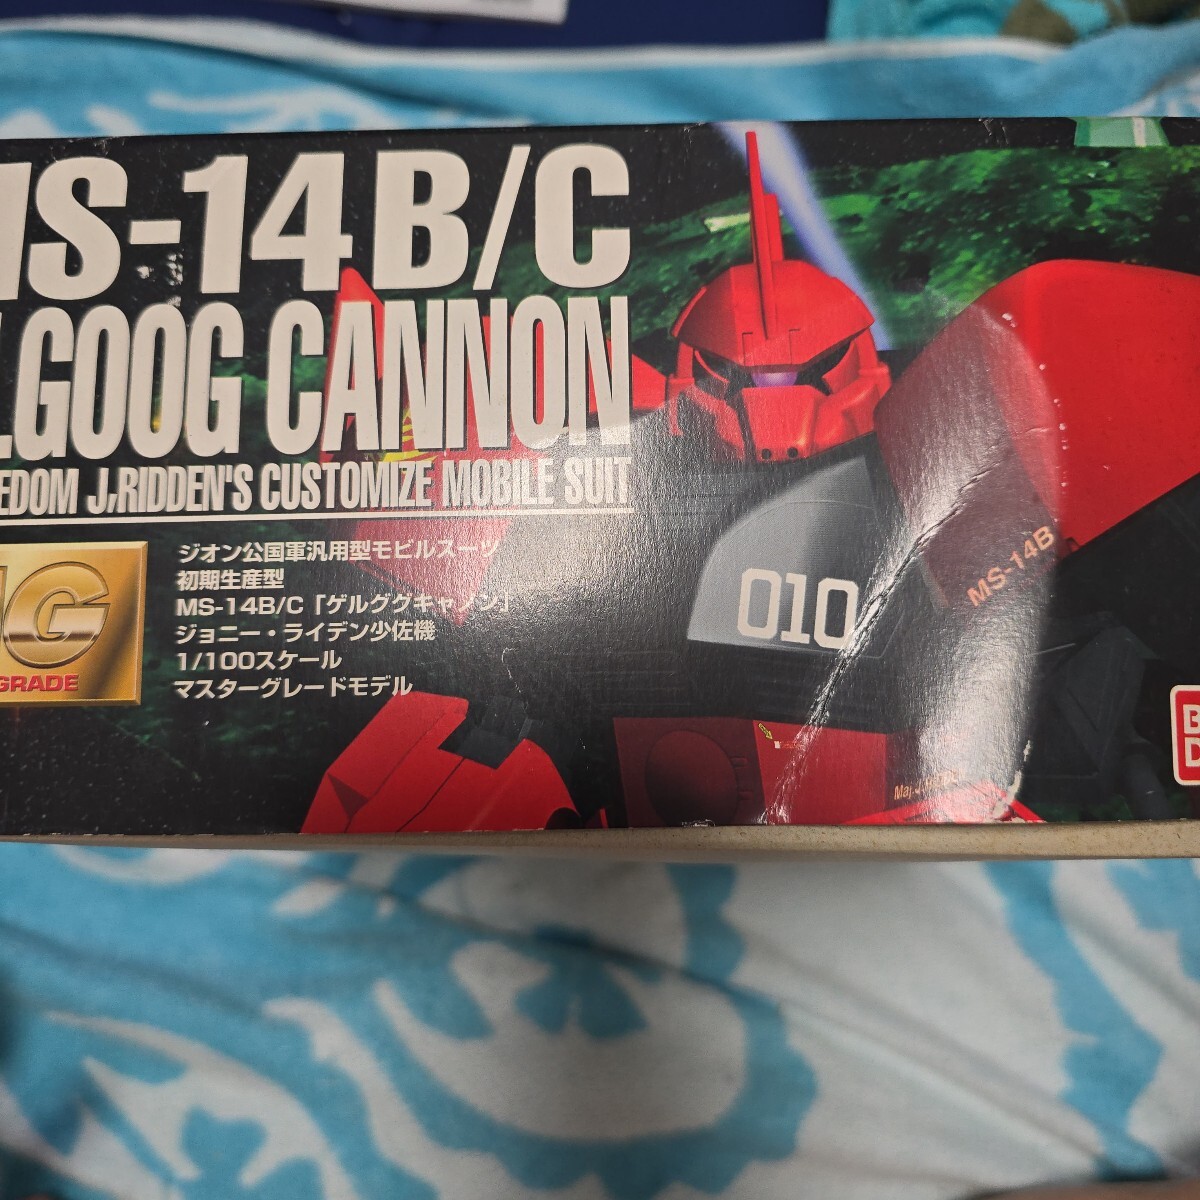 MS-14B/C
LGOOG CANNON
EDOM J.RIDDEN'S CUSTOMIZE MOBILE SUIT
G
GRADE
ジオン公国軍汎用型モビルスーツ
初期生産型
MS-14B/C「ゲルググキャノン」
ジョニー・ライデン少佐機
1/100スケール
マスターグレードモデル
010
MS-14B
B
D
Maj.J